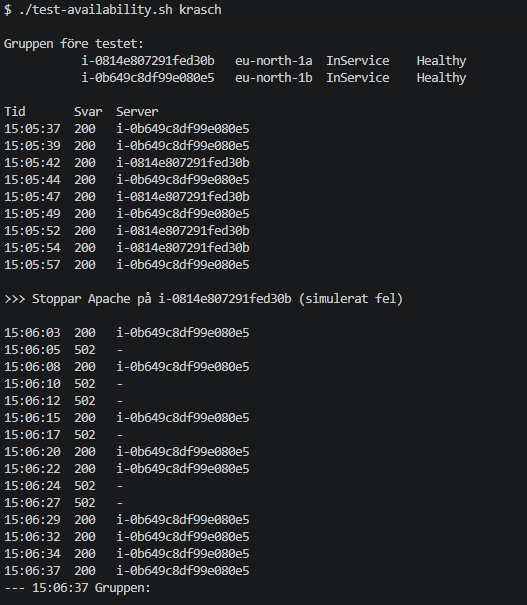 $ ./test-availability.sh krasch
Gruppen före testet:
i-0814e807291fed30b eu-north-1a InService Healthy
i-0b649c8df99e080e5 eu-north-1b InService Healthy
Tid Svar Server
15:05:37 200 i-0b649c8df99e080e5
15:05:39 200 i-0b649c8df99e080e5
15:05:42 200 i-0814e807291fed30b
15:05:44 200 i-0b649c8df99e080e5
15:05:47 200 i-0814e807291fed30b
15:05:49 200 i-0b649c8df99e080e5
15:05:52 200 i-0814e807291fed30b
15:05:54 200 i-0814e807291fed30b
15:05:57 200 i-0b649c8df99e080e5
>>> Stoppar Apache på i-0814e807291fed30b (simulerat fel)
15:06:03 200 i-0b649c8df99e080e5
15:06:05 502 -
15:06:08 200 i-0b649c8df99e080e5
15:06:10 502 -
15:06:12 502 -
15:06:15 200 i-0b649c8df99e080e5
15:06:17 502 -
15:06:20 200 i-0b649c8df99e080e5
15:06:22 200 i-0b649c8df99e080e5
15:06:24 502 -
15:06:27 502 -
15:06:29 200 i-0b649c8df99e080e5
15:06:32 200 i-0b649c8df99e080e5
15:06:34 200 i-0b649c8df99e080e5
15:06:37 200 i-0b649c8df99e080e5
--- 15:06:37 Gruppen: